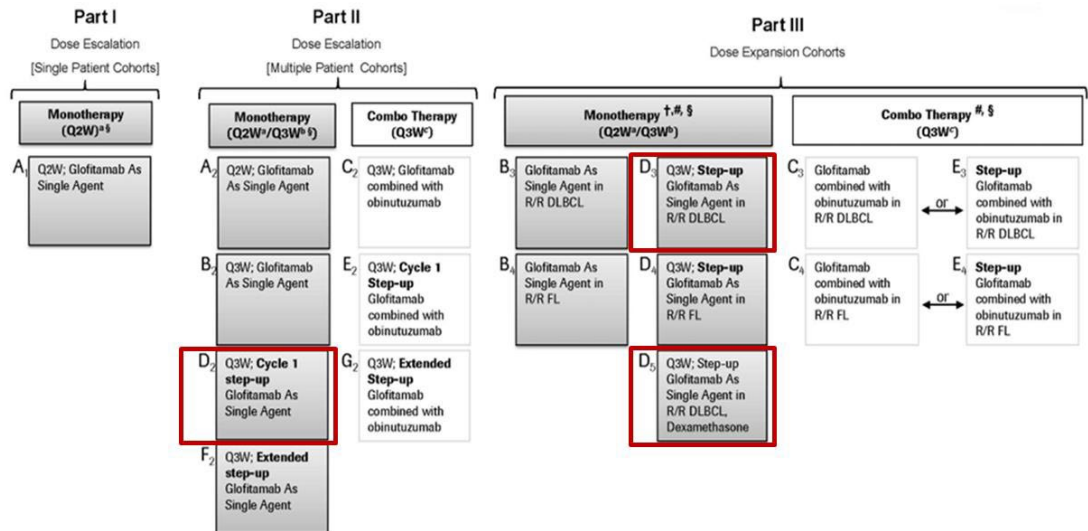 Part I
Dose Escalation
[Single Patient Cohorts]
Monotherapy
(Q2W)ᵃ §
A₁
Q2W; Glofitamab As
Single Agent
Part II
Dose Escalation
[Multiple Patient Cohorts]
Monotherapy
(Q2Wᵃ/Q3Wᵇ §)
A₂
Q2W; Glofitamab
As Single Agent
B₂
Q3W; Glofitamab
As Single Agent
D₂
Q3W; Cycle 1
step-up
Glofitamab As
Single Agent
F₂
Q3W; Extended
step-up
Glofitamab As
Single Agent
Combo Therapy
(Q3Wᶜ)
C₂
Q3W; Glofitamab
combined with
obinutuzumab
E₂
Q3W; Cycle 1
Step-up
Glofitamab
combined with
obinutuzumab
G₂
Q3W; Extended
Step-up
Glofitamab
combined with
obinutuzumab
Part III
Dose Expansion Cohorts
Monotherapy †,#, §
(Q2Wᵃ/Q3Wᵇ)
B₃
Glofitamab As
Single Agent in
R/R DLBCL
D₃
Q3W; Step-up
Glofitamab As
Single Agent in
R/R DLBCL
B₄
Glofitamab As
Single Agent in
R/R FL
D₄
Q3W; Step-up
Glofitamab As
Single Agent in
R/R FL
D₅
Q3W; Step-up
Glofitamab As
Single Agent in
R/R DLBCL,
Dexamethasone
Combo Therapy #, §
(Q3Wᶜ)
C₃
Glofitamab
combined with
obinutuzumab in
R/R DLBCL
or
E₃
Step-up
Glofitamab
combined with
obinutuzumab in
R/R DLBCL
C₄
Glofitamab
combined with
obinutuzumab in
R/R FL
or
E₄
Step-up
Glofitamab
combined with
obinutuzumab in
R/R FL